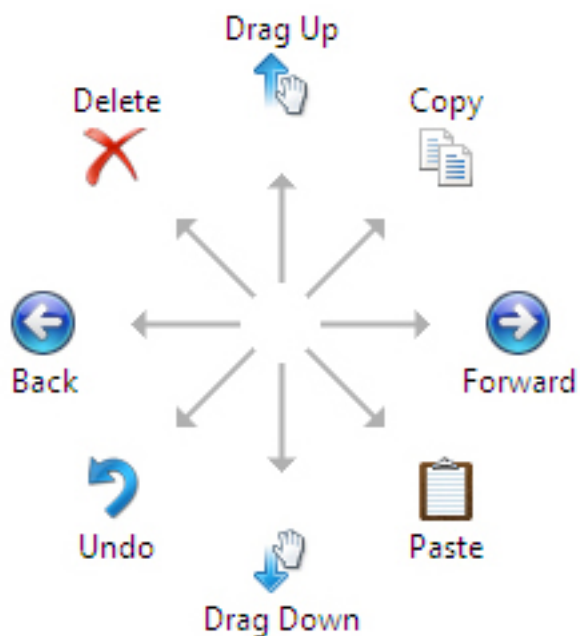 Drag Up
Delete
Copy
Back
Forward
Undo
Paste
Drag Down